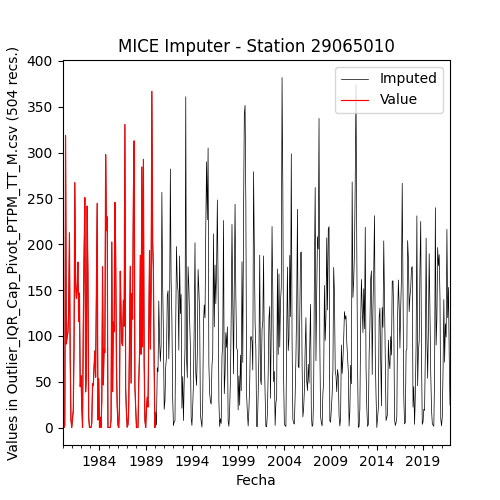 MICE Imputer - Station 29065010
Values in Outlier_IQR_Cap_Pivot_PTPM_TT_M.csv (504 recs.)
400
350
300
250
200
150
100
50
0
Imputed
Value
1984 1989 1994 1999 2004 2009 2014 2019
Fecha